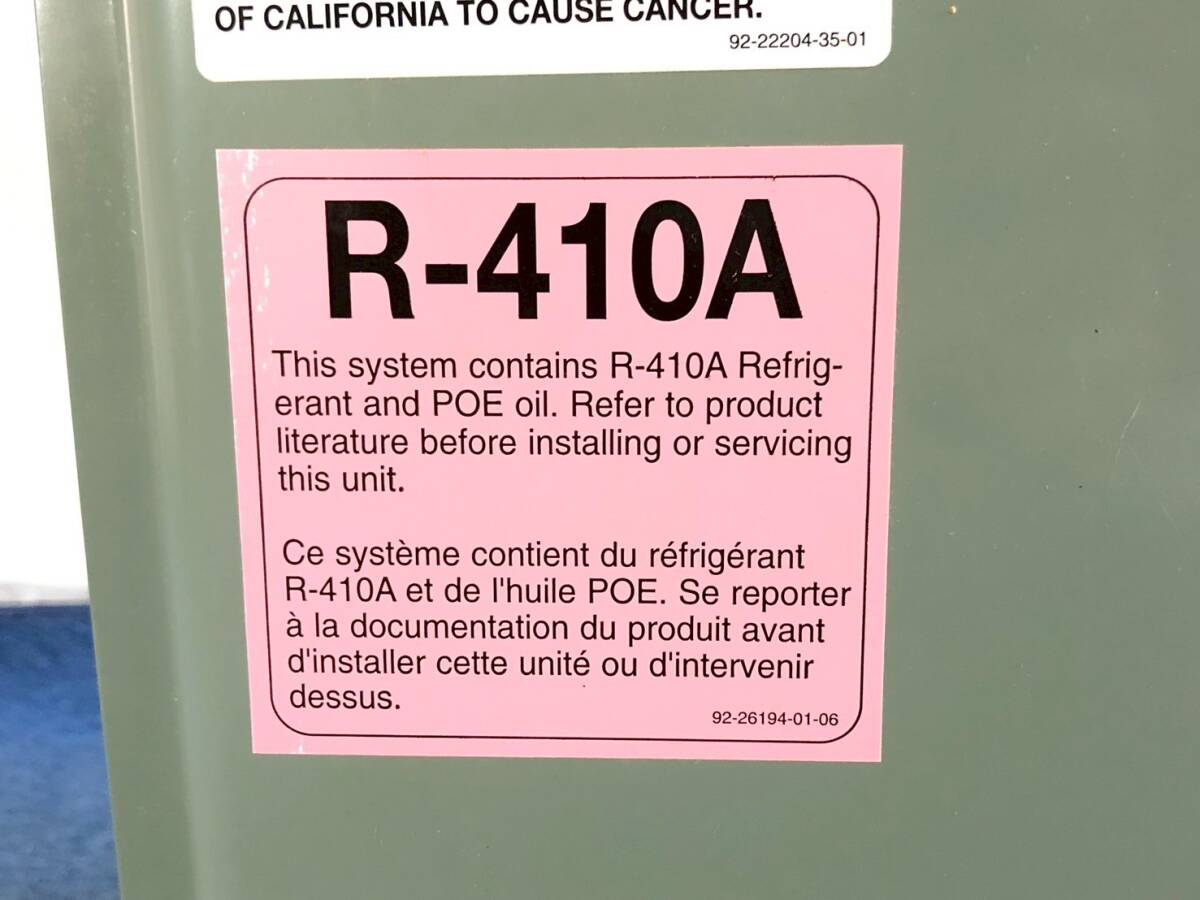 OF CALIFORNIA TO CAUSE CANCER.
92-22204-35-01
R-410A
This system contains R-410A Refrig-
erant and POE oil. Refer to product
literature before installing or servicing
this unit.
Ce système contient du réfrigérant
R-410A et de l'huile POE. Se reporter
à la documentation du produit avant
d'installer cette unité ou d'intervenir
dessus.
92-26194-01-06